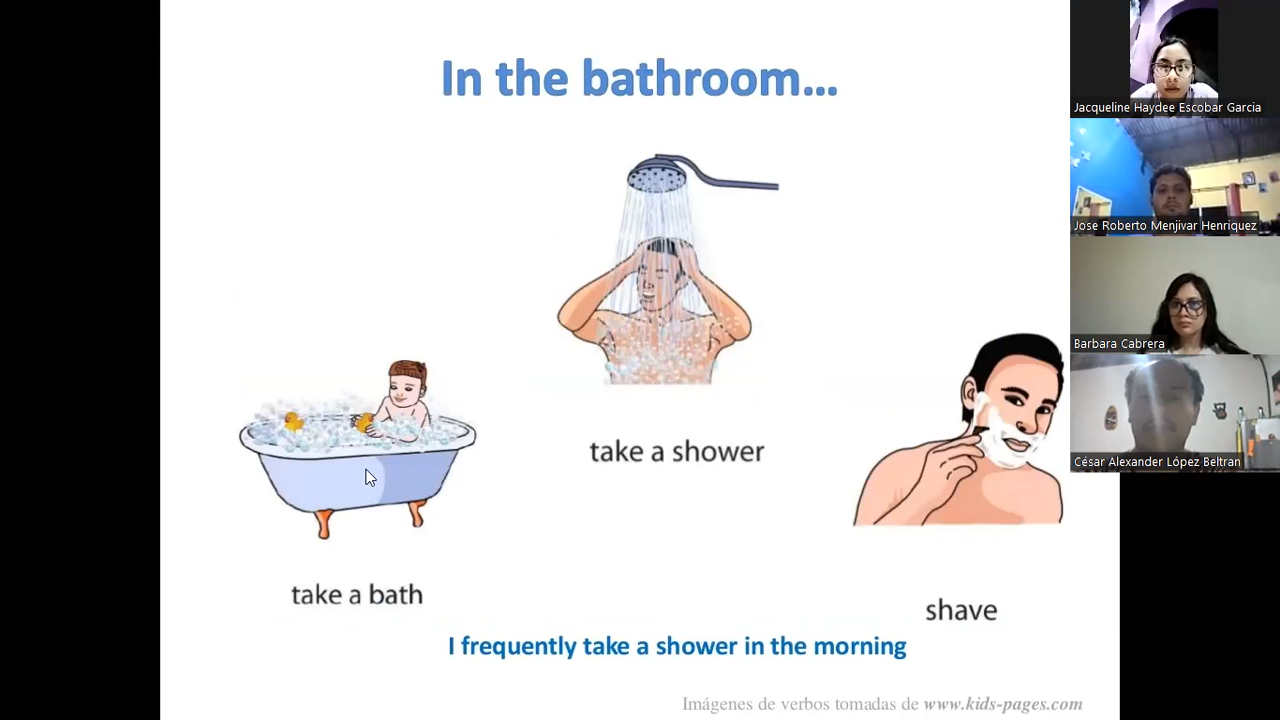 In the bathroom...
take a shower
take a bath
shave
I frequently take a shower in the morning
Imágenes de verbos tomadas de www.kids-pages.com
Jacqueline Haydee Escobar Garcia
Jose Roberto Menjivar Henriquez
Barbara Cabrera
César Alexander López Beltran